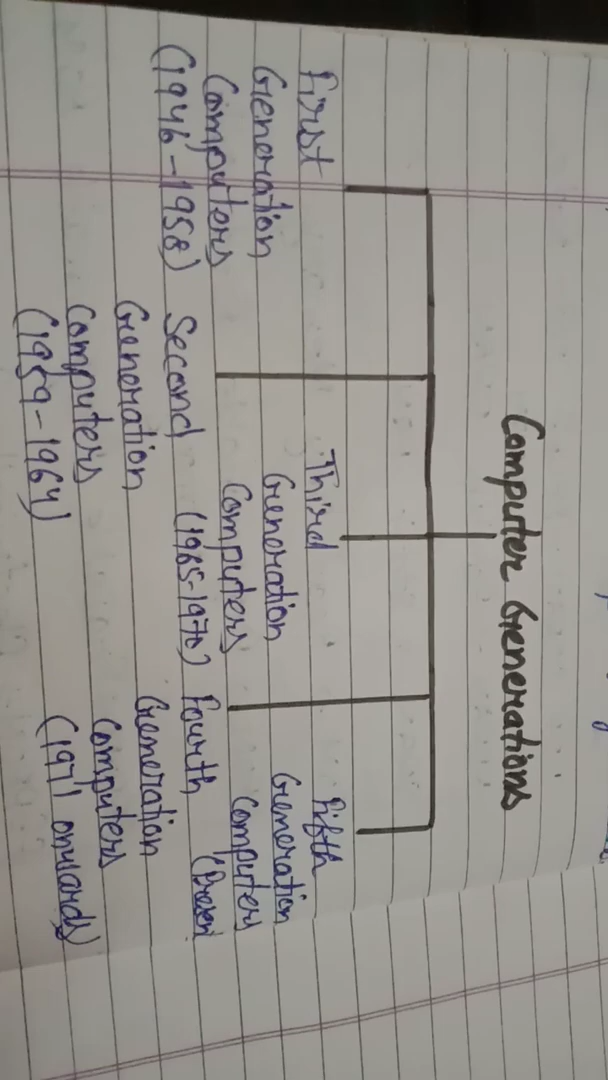 Computer Generations
First
Generation
Computers
(1946-1958)
Second
Generation
Computers
(1959-1964)
Third
Generation
Computers
(1965-1970)
Fourth
Generation
Computers
(1971 onwards)
Fifth
Generation
Computers